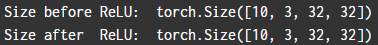 Size before ReLU:  torch.Size([10, 3, 32, 32])
Size after  ReLU:  torch.Size([10, 3, 32, 32])